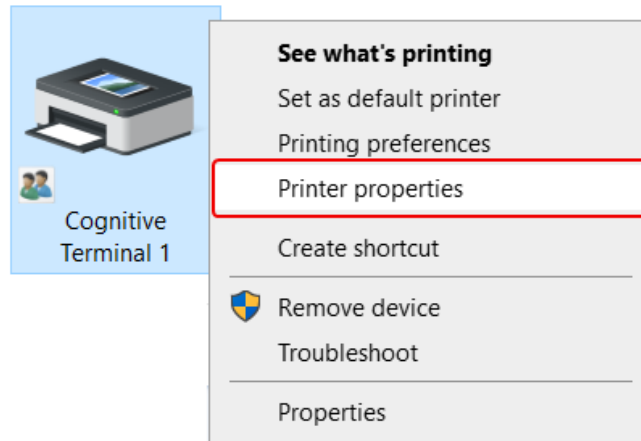 Cognitive
Terminal 1
See what's printing
Set as default printer
Printing preferences
Printer properties
Create shortcut
Remove device
Troubleshoot
Properties